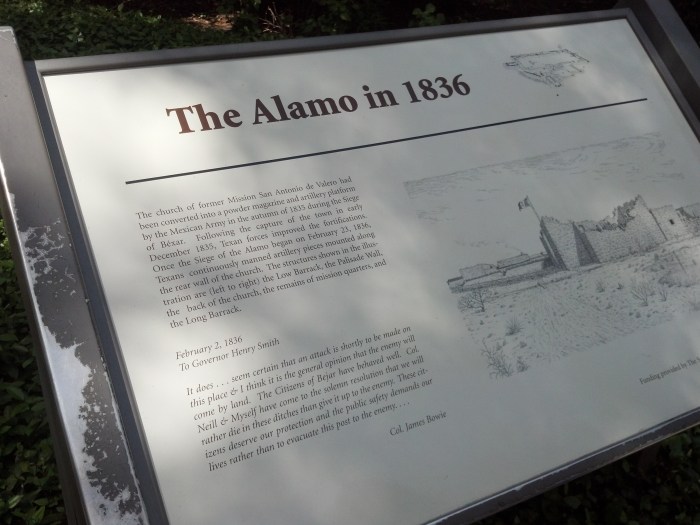 The Alamo in 1836
The church of former Mission San Antonio de Valero had
been converted into a powder magazine and artillery platform
by the Mexican Army in the autumn of 1835 during the Siege
of Béxar. Following the capture of the town in early
December 1835, Texan forces improved the fortifications.
Once the Siege of the Alamo began on February 23, 1836,
Texans continuously manned artillery pieces mounted along
the rear wall of the church. The structures shown in the illus-
tration are (left to right) the Low Barrack, the Palisade Wall,
the back of the church, the remains of mission quarters, and
the Long Barrack.
February 2, 1836
To Governor Henry Smith
It does . . . seem certain that an attack is shortly to be made on
this place & I think it is the general opinion that the enemy will
come by land. The Citizens of Bejar have behaved well. Col.
Neill & Myself have come to the solemn resolution that we will
rather die in these ditches than give it up to the enemy. These cit-
izens deserve our protection and the public safety demands our
lives rather than to evacuate this post to the enemy. . . .
Col. James Bowie
Funding provided by The